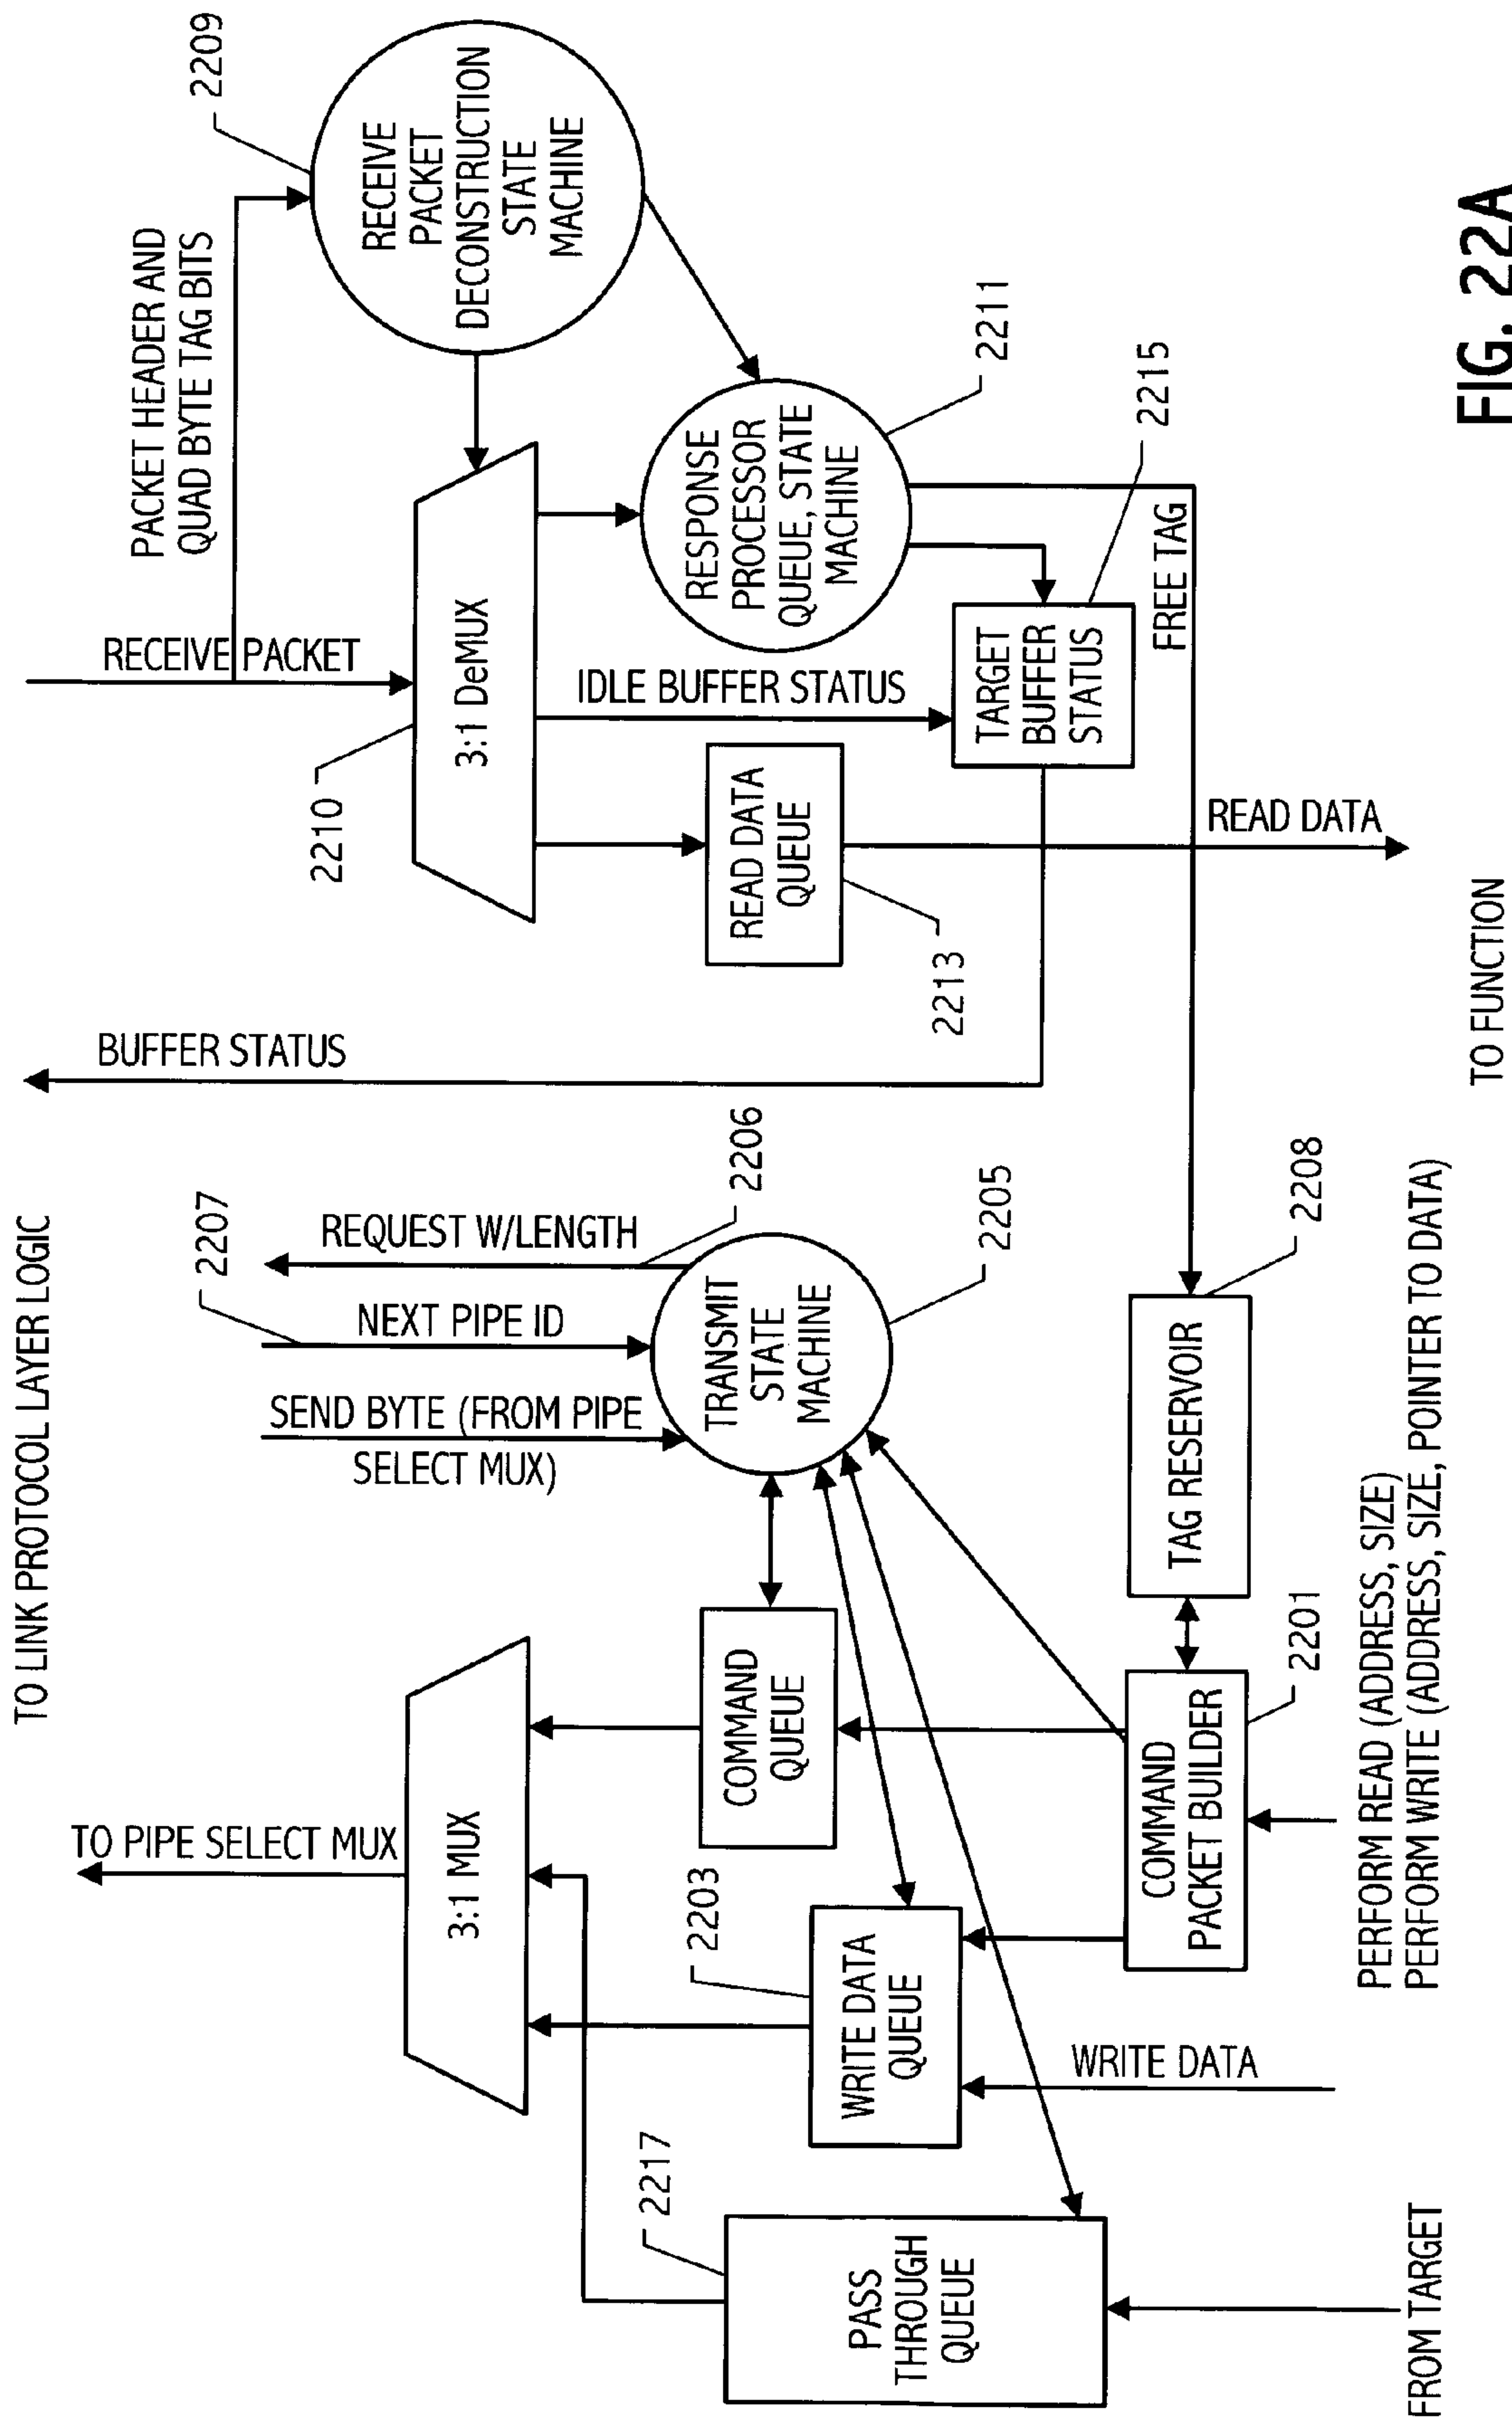 TO LINK PROTOCOL LAYER LOGIC
TO PIPE SELECT MUX
3:1 MUX
2217
PASS
THROUGH
QUEUE
FROM TARGET
2203
WRITE DATA
QUEUE
WRITE DATA
COMMAND
QUEUE
COMMAND
PACKET BUILDER
2201
PERFORM READ (ADDRESS, SIZE)
PERFORM WRITE (ADDRESS, SIZE, POINTER TO DATA)
SEND BYTE (FROM PIPE
SELECT MUX)
NEXT PIPE ID
2207
REQUEST W/LENGTH
2206
TRANSMIT
STATE
MACHINE
2205
TAG RESERVOIR
2208
BUFFER STATUS
RECEIVE PACKET
PACKET HEADER AND
QUAD BYTE TAG BITS
2209
RECEIVE
PACKET
DECONSTRUCTION
STATE
MACHINE
2210
3:1 DeMUX
READ DATA
QUEUE
2213
IDLE BUFFER STATUS
RESPONSE
PROCESSOR
QUEUE, STATE
MACHINE
2211
TARGET
BUFFER
STATUS
2215
FREE TAG
READ DATA
TO FUNCTION
FIG. 22A